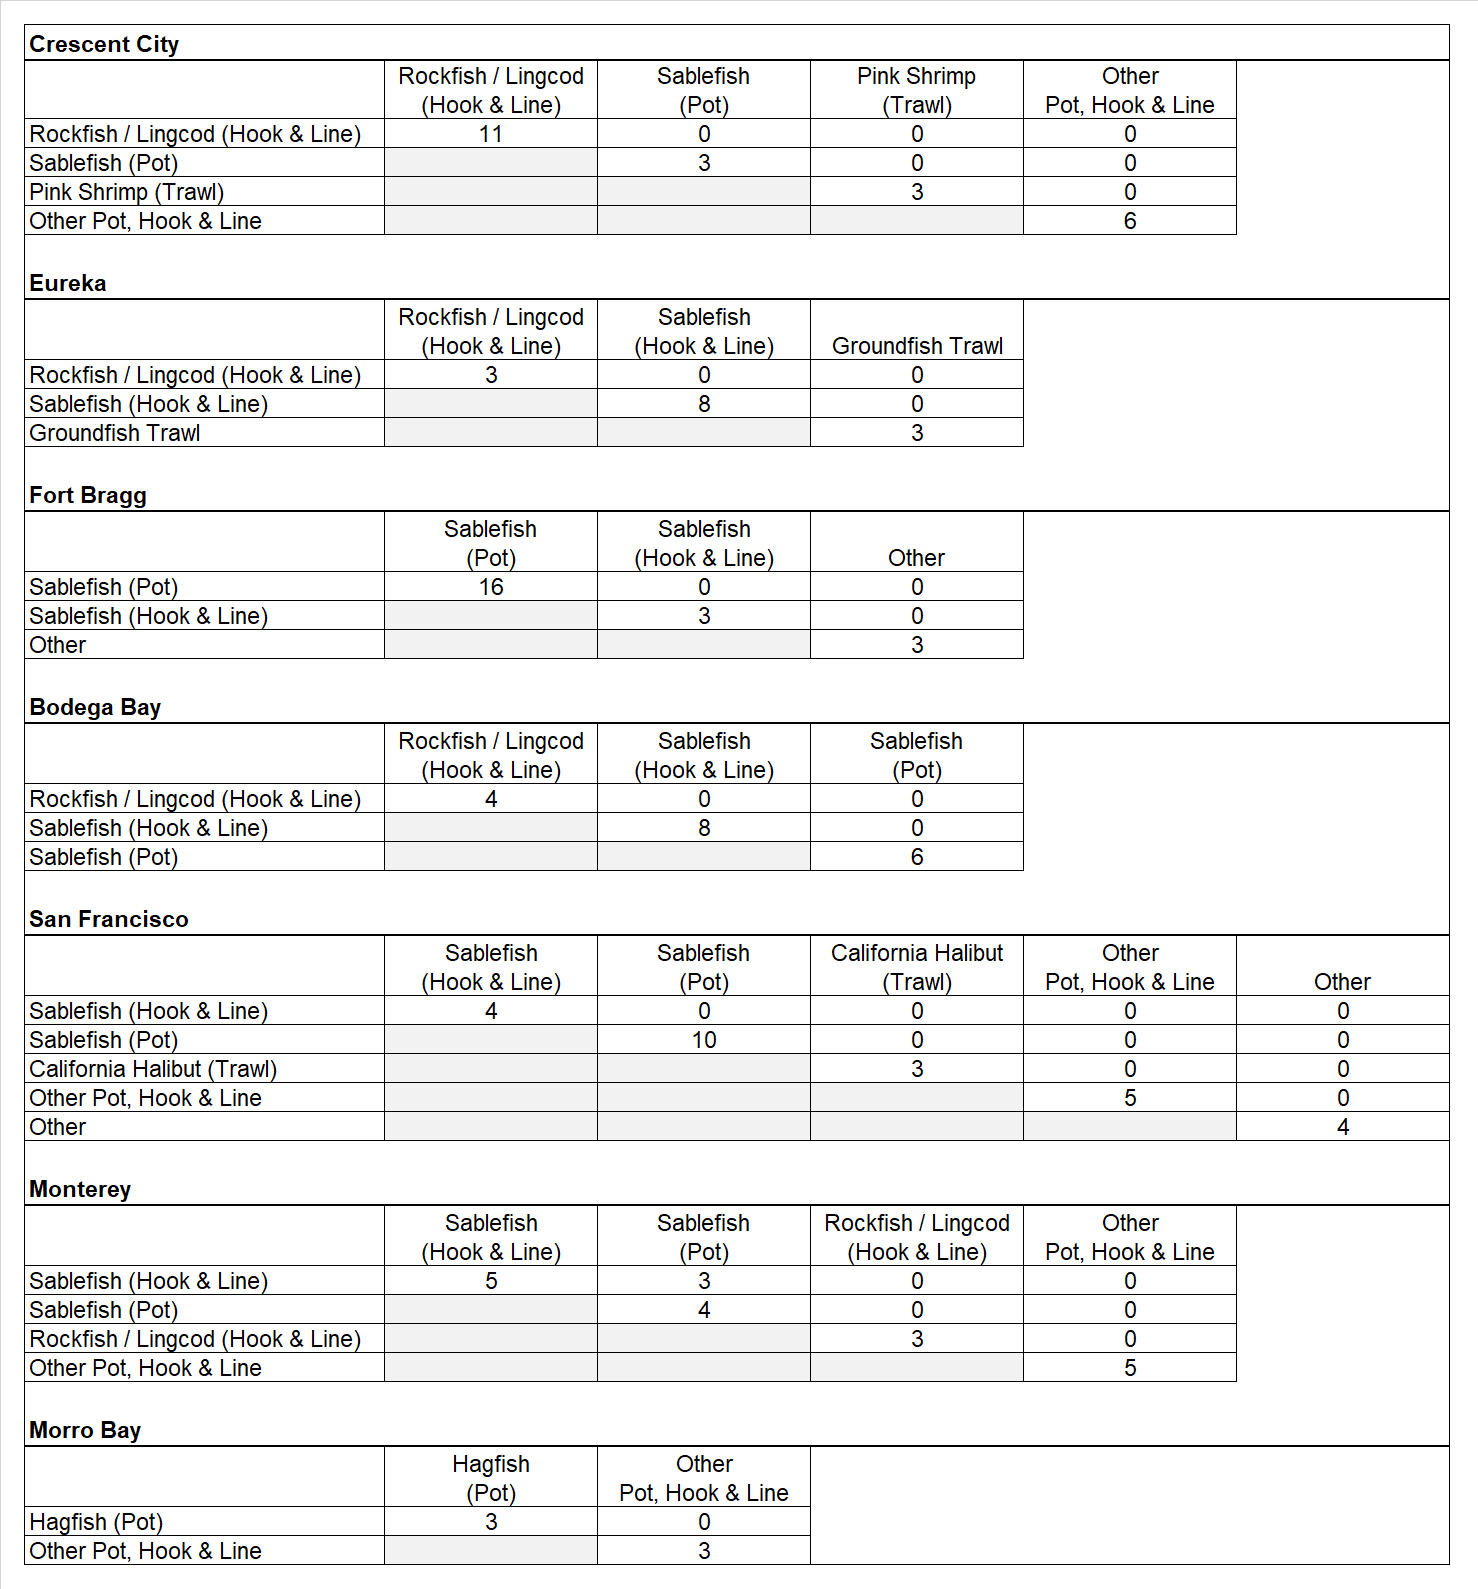 Crescent City
Rockfish / Lingcod Sablefish Pink Shrimp Other
(Hook & Line) (Pot) (Trawl) Pot, Hook & Line
Rockfish / Lingcod (Hook & Line) 11 0 0 0
Sablefish (Pot) 3 0 0
Pink Shrimp (Trawl) 3 0
Other Pot, Hook & Line 6
Eureka
Rockfish / Lingcod Sablefish
(Hook & Line) (Hook & Line) Groundfish Trawl
Rockfish / Lingcod (Hook & Line) 3 0 0
Sablefish (Hook & Line) 8 0
Groundfish Trawl 3
Fort Bragg
Sablefish Sablefish
(Pot) (Hook & Line) Other
Sablefish (Pot) 16 0 0
Sablefish (Hook & Line) 3 0
Other 3
Bodega Bay
Rockfish / Lingcod Sablefish Sablefish
(Hook & Line) (Hook & Line) (Pot)
Rockfish / Lingcod (Hook & Line) 4 0 0
Sablefish (Hook & Line) 8 0
Sablefish (Pot) 6
San Francisco
Sablefish Sablefish California Halibut Other
(Hook & Line) (Pot) (Trawl) Pot, Hook & Line Other
Sablefish (Hook & Line) 4 0 0 0 0
Sablefish (Pot) 10 0 0 0
California Halibut (Trawl) 3 0 0
Other Pot, Hook & Line 5 0
Other 4
Monterey
Sablefish Sablefish Rockfish / Lingcod Other
(Hook & Line) (Pot) (Hook & Line) Pot, Hook & Line
Sablefish (Hook & Line) 5 3 0 0
Sablefish (Pot) 4 0 0
Rockfish / Lingcod (Hook & Line) 3 0
Other Pot, Hook & Line 5
Morro Bay
Hagfish Other
(Pot) Pot, Hook & Line
Hagfish (Pot) 3 0
Other Pot, Hook & Line 3